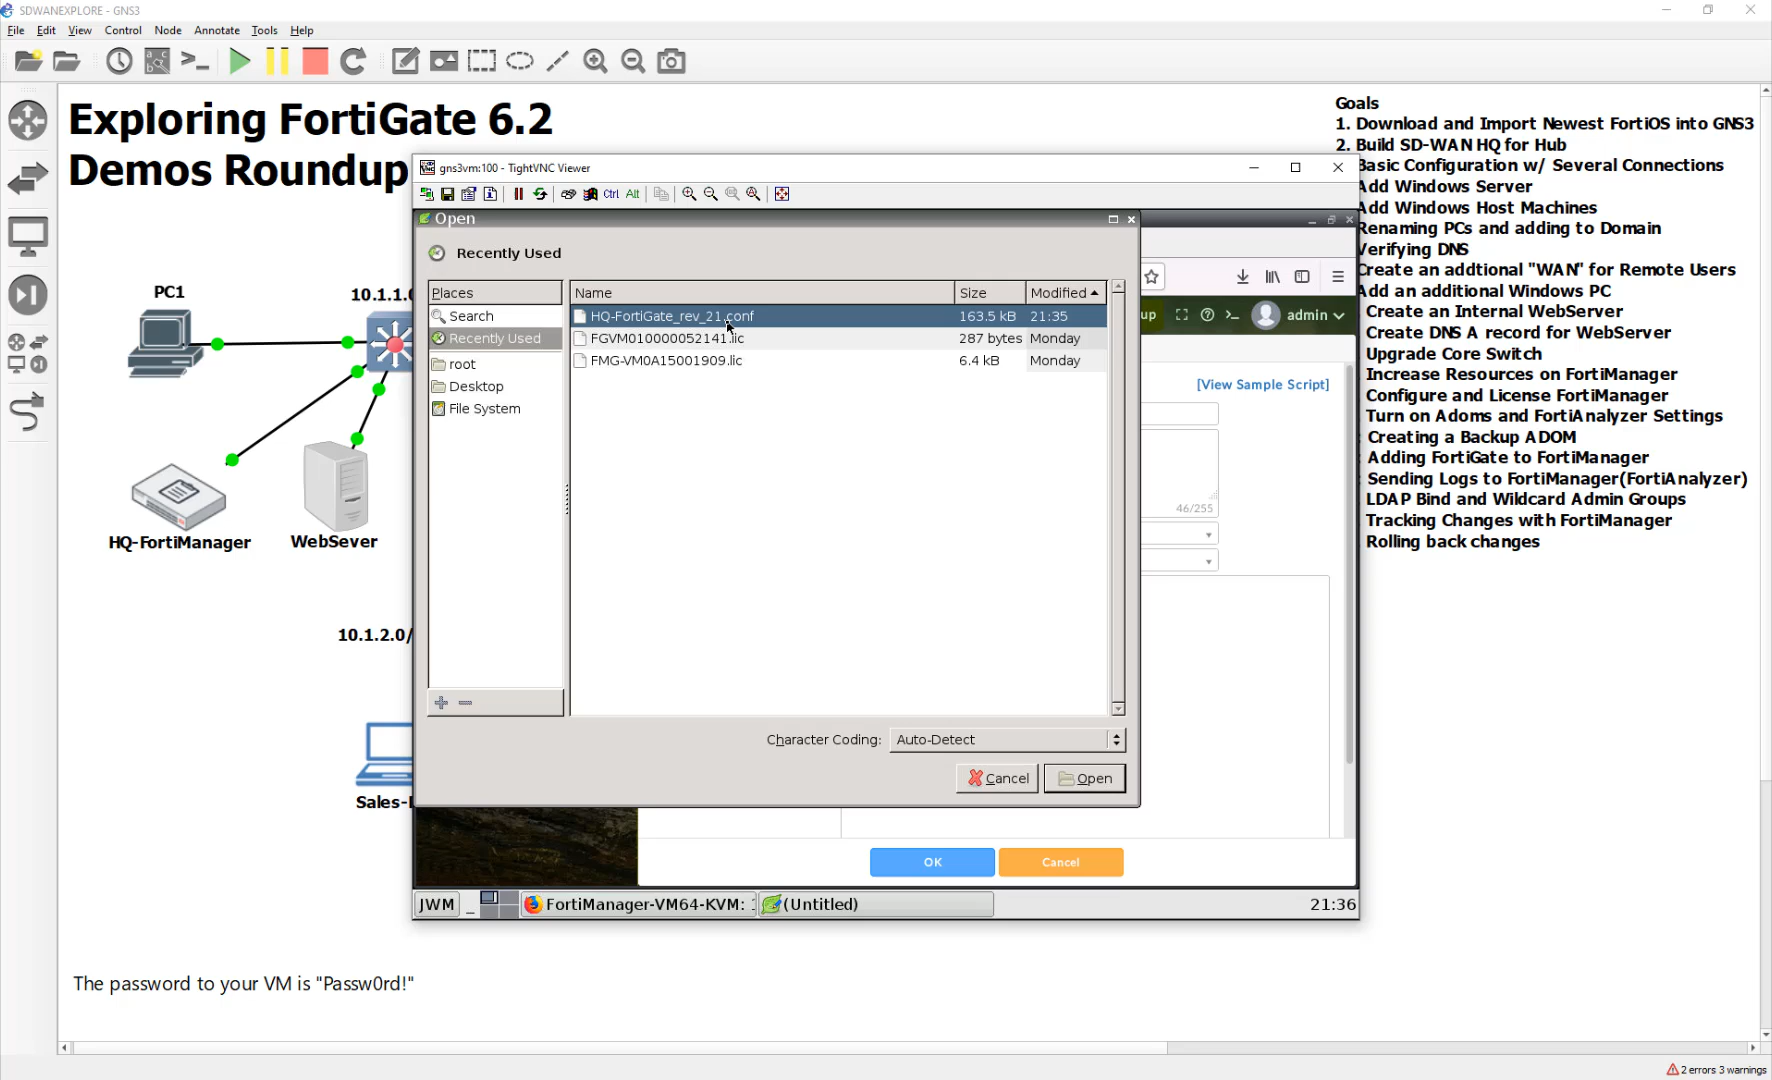 SDWANEXPLORE - GNS3
File Edit View Control Node Annotate Tools Help
Exploring FortiGate 6.2
Demos Roundup
Goals
1. Download and Import Newest FortiOS into GNS3
2. Build SD-WAN HQ for Hub
Basic Configuration w/ Several Connections
Add Windows Server
Add Windows Host Machines
Renaming PCs and adding to Domain
Verifying DNS
Create an addtional "WAN" for Remote Users
Add an additional Windows PC
Create an Internal WebServer
Create DNS A record for WebServer
Upgrade Core Switch
Increase Resources on FortiManager
Configure and License FortiManager
Turn on Adoms and FortiAnalyzer Settings
Creating a Backup ADOM
Adding FortiGate to FortiManager
Sending Logs to FortiManager(FortiAnalyzer)
LDAP Bind and Wildcard Admin Groups
Tracking Changes with FortiManager
Rolling back changes
gns3vm:100 - TightVNC Viewer
Ctrl Alt
Open
Recently Used
Places
Search
Recently Used
root
Desktop
File System
Name Size Modified
HQ-FortiGate_rev_21.conf 163.5 kB 21:35
FGVM010000052141.lic 287 bytes Monday
FMG-VM0A15001909.lic 6.4 kB Monday
Character Coding: Auto-Detect
Cancel Open
up
admin
[View Sample Script]
46/255
OK Cancel
JWM
FortiManager-VM64-KVM:
(Untitled)
21:36
PC1
10.1.1.
HQ-FortiManager
WebSever
10.1.2.0/
Sales-
The password to your VM is "Passw0rd!"
2 errors 3 warnings